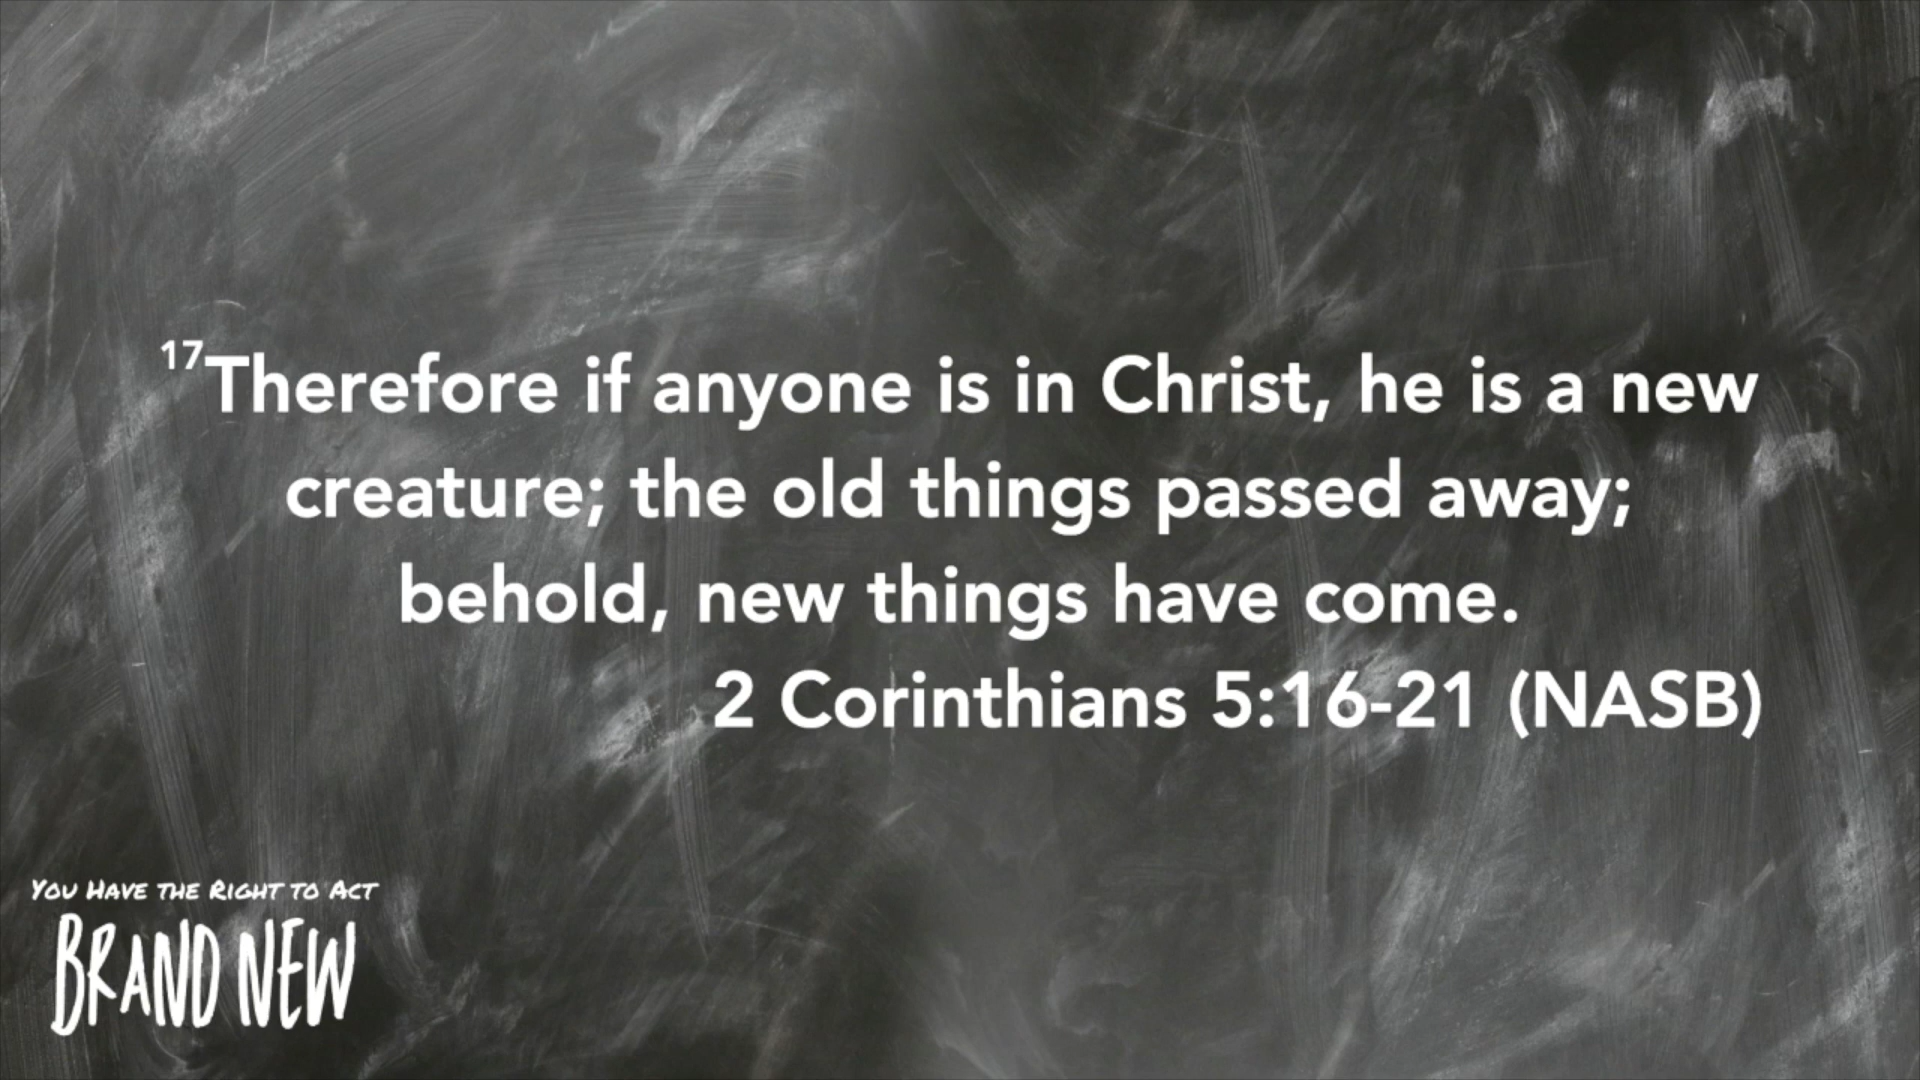 17Therefore if anyone is in Christ, he is a new
creature; the old things passed away;
behold, new things have come.
2 Corinthians 5:16-21 (NASB)
You Have the Right to Act
BRAND NEW